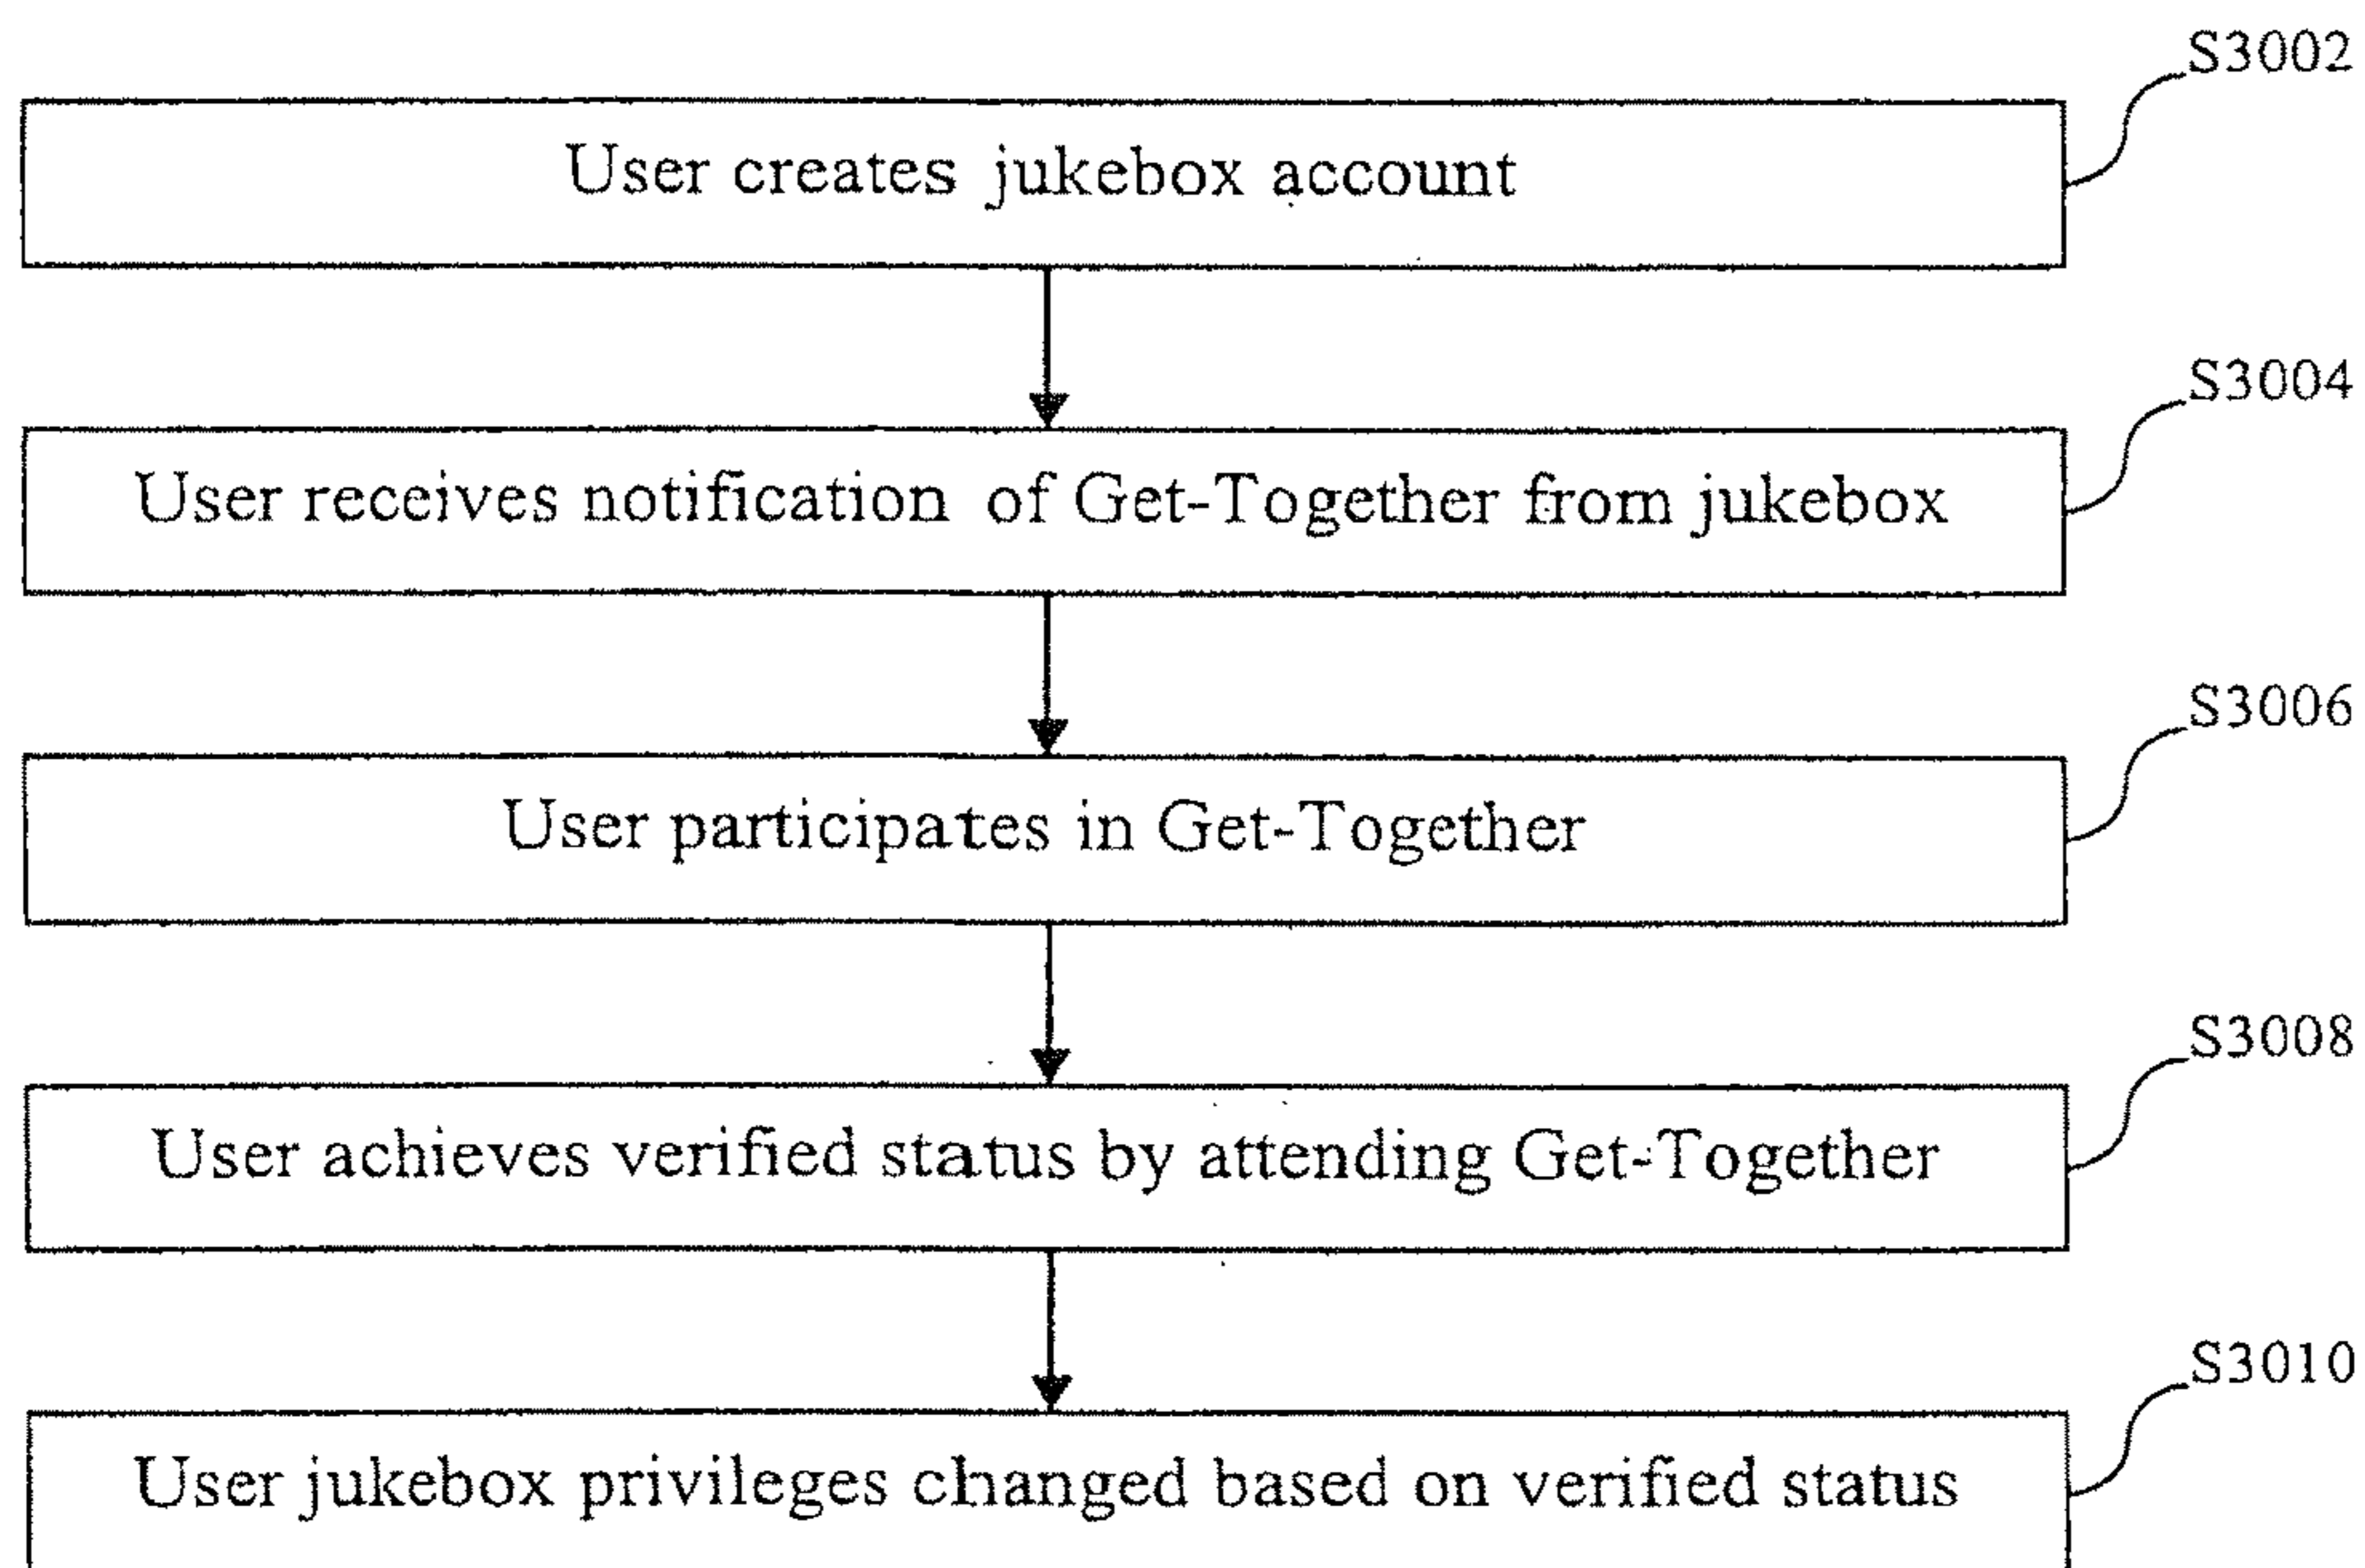 S3002
User creates jukebox account
S3004
User receives notification of Get-Together from jukebox
S3006
User participates in Get-Together
S3008
User achieves verified status by attending Get-Together
S3010
User jukebox privileges changed based on verified status